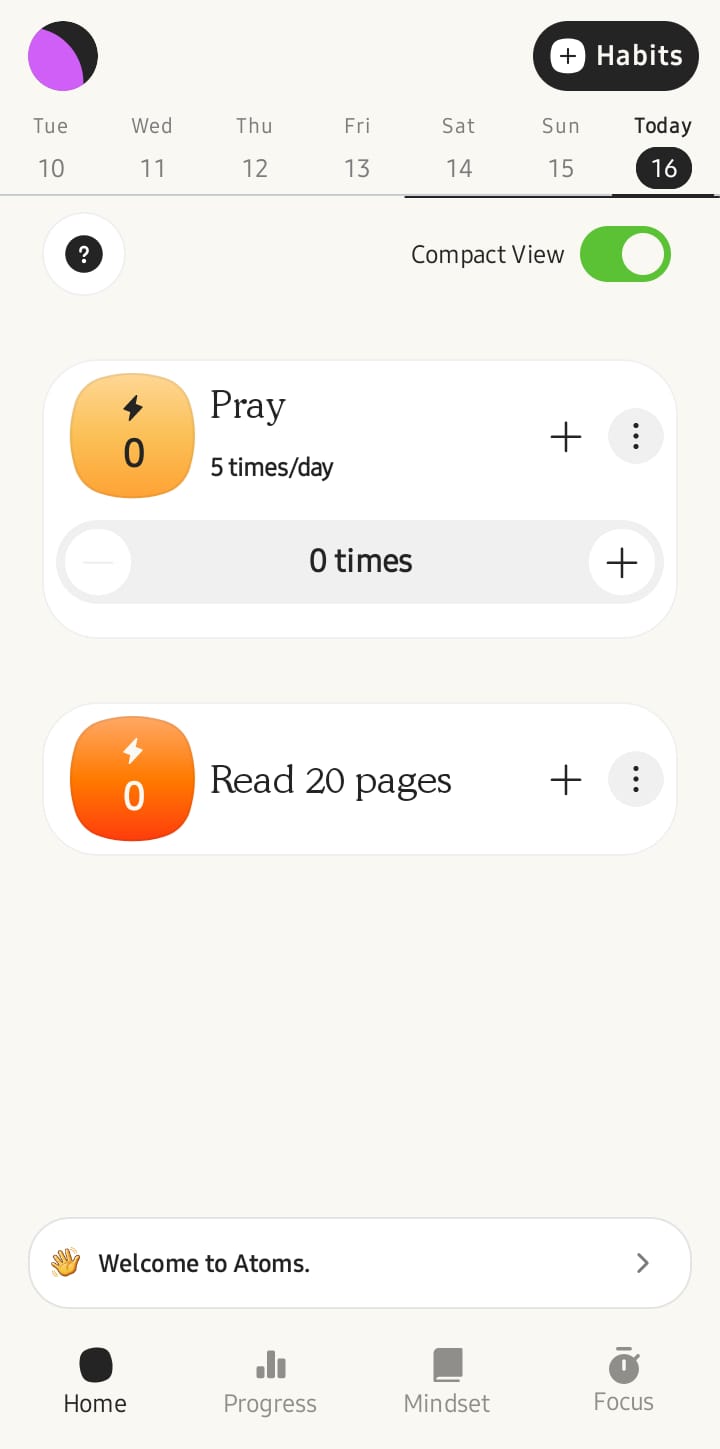 Habits
Tue Wed Thu Fri Sat Sun Today
10 11 12 13 14 15 16
? Compact View
0 Pray
5 times/day
0 times
0 Read 20 pages
👋 Welcome to Atoms.
Home Progress Mindset Focus